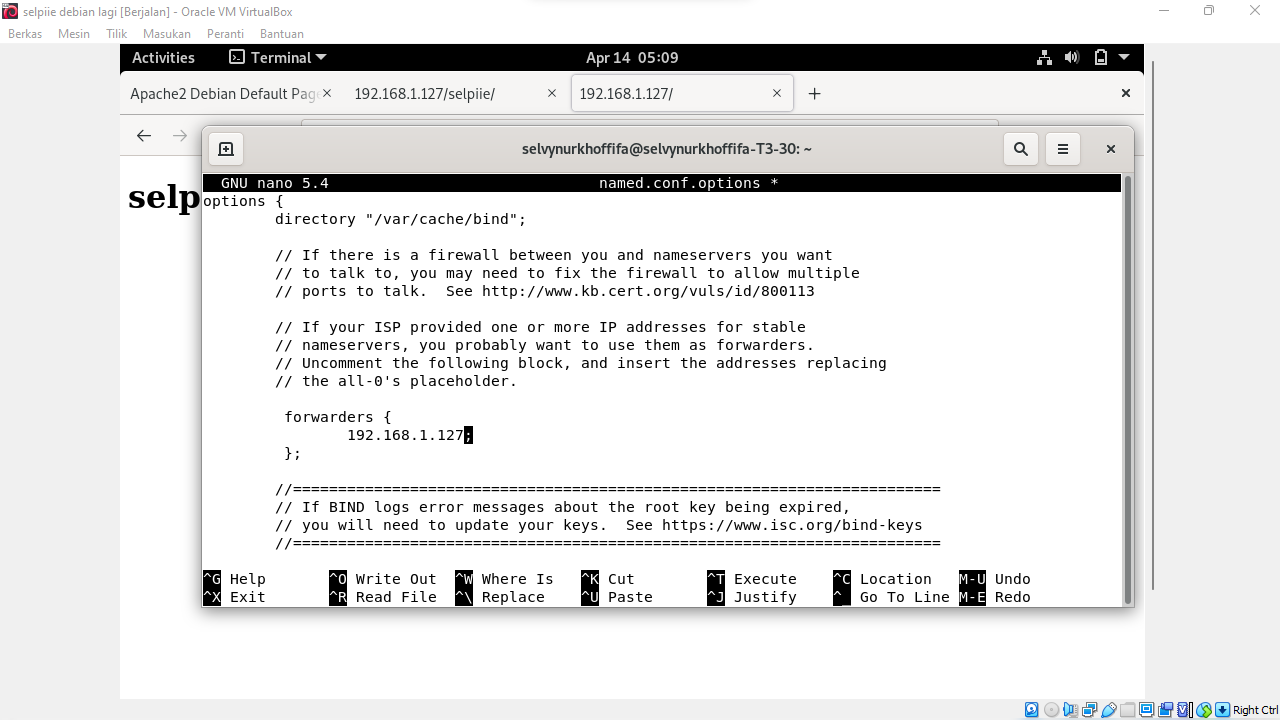 selpiie debian lagi [Berjalan] - Oracle VM VirtualBox
Berkas Mesin Tilik Masukan Peranti Bantuan
Activities Terminal Apr 14 05:09
Apache2 Debian Default Page 192.168.1.127/selpiie/ 192.168.1.127/
selvynurkhoffifa@selvynurkhoffifa-T3-30: ~
selp
GNU nano 5.4 named.conf.options *
options {
directory "/var/cache/bind";
// If there is a firewall between you and nameservers you want
// to talk to, you may need to fix the firewall to allow multiple
// ports to talk.  See http://www.kb.cert.org/vuls/id/800113
// If your ISP provided one or more IP addresses for stable
// nameservers, you probably want to use them as forwarders.
// Uncomment the following block, and insert the addresses replacing
// the all-0's placeholder.
forwarders {
192.168.1.127;
};
//========================================================================
// If BIND logs error messages about the root key being expired,
// you will need to update your keys.  See https://www.isc.org/bind-keys
//========================================================================
^G Help ^O Write Out ^W Where Is ^K Cut ^T Execute ^C Location M-U Undo
^X Exit ^R Read File ^\ Replace ^U Paste ^J Justify ^_ Go To Line M-E Redo
Right Ctrl